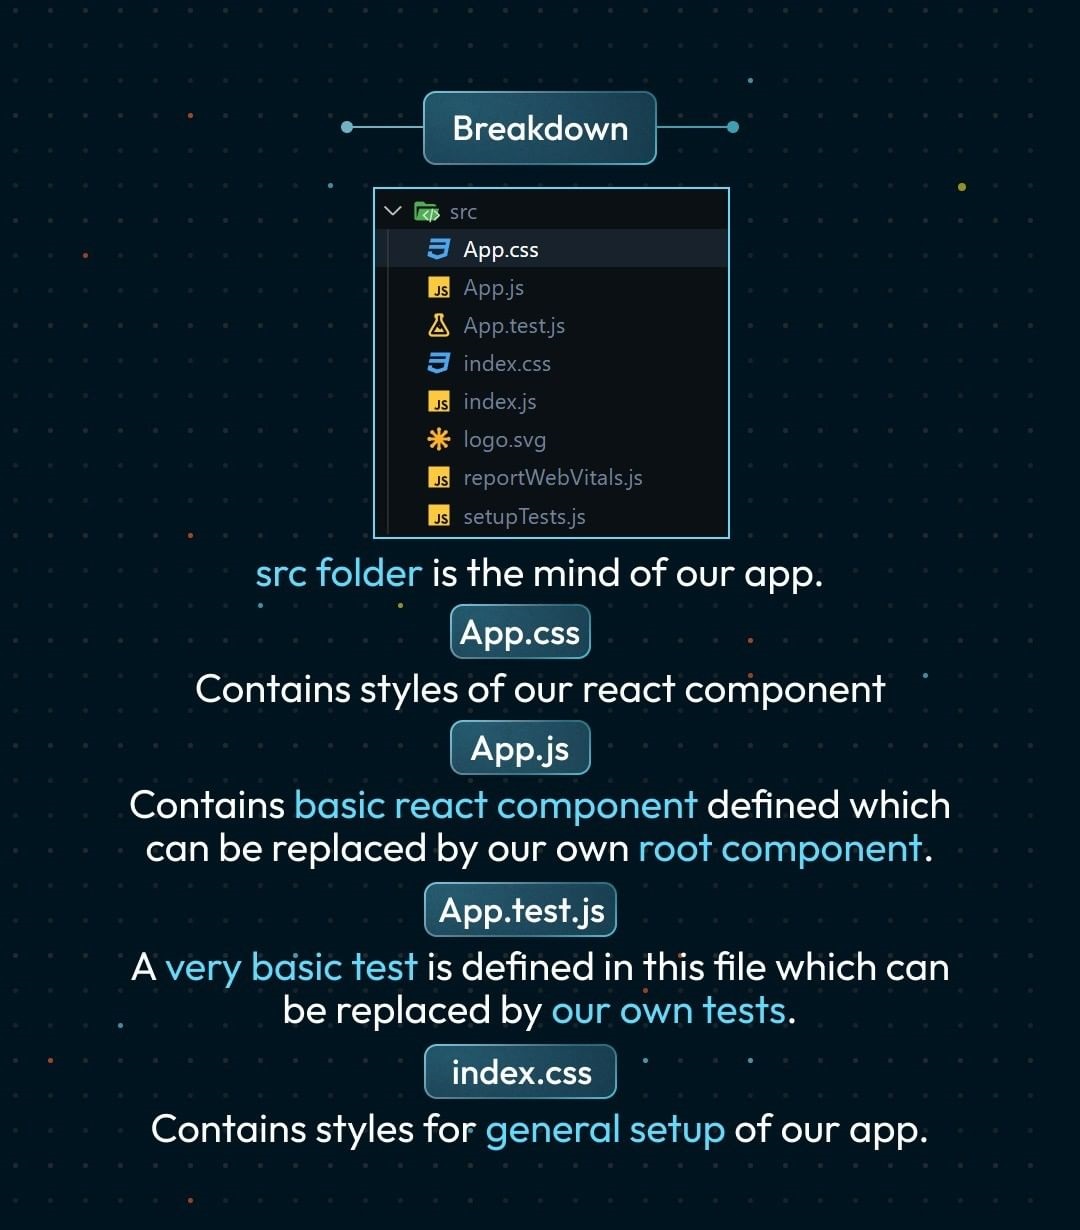 Breakdown
src
App.css
App.js
App.test.js
index.css
index.js
logo.svg
reportWebVitals.js
setupTests.js
src folder is the mind of our app.
App.css
Contains styles of our react component
App.js
Contains basic react component defined which
can be replaced by our own root component.
App.test.js
A very basic test is defined in this file which can
be replaced by our own tests.
index.css
Contains styles for general setup of our app.